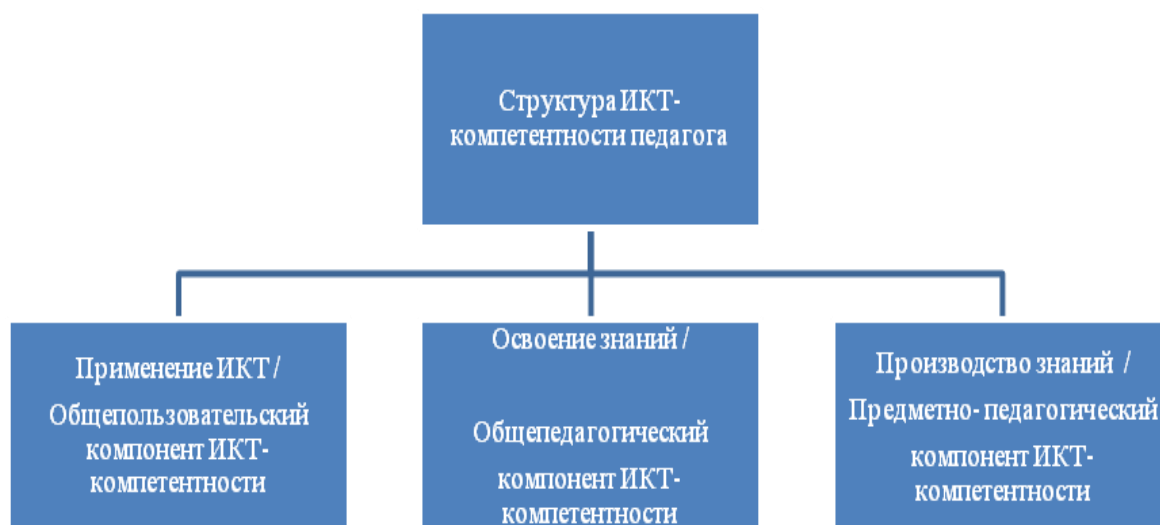 Структура ИКТ-
компетентности педагога
Применение ИКТ /
Общепользовательский
компонент ИКТ-
компетентности
Освоение знаний /
Общепедагогический
компонент ИКТ-
компетентности
Производство знаний /
Предметно- педагогический
компонент ИКТ-
компетентности